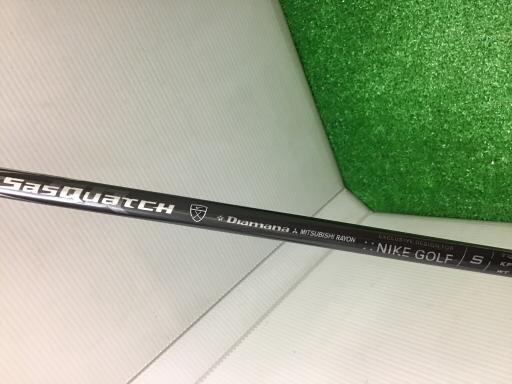 SasQuatch
Diamana MITSUBISHI RAYON
EXCLUSIVE DESIGN FOR
NIKE GOLF / S